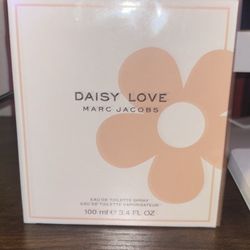 DAISY LOVE
MARC JACOBS
EAU DE TOILETTE SPRAY
EAU DE TOILETTE VAPORISATEUR
100 ml ℮ 3.4 FL OZ